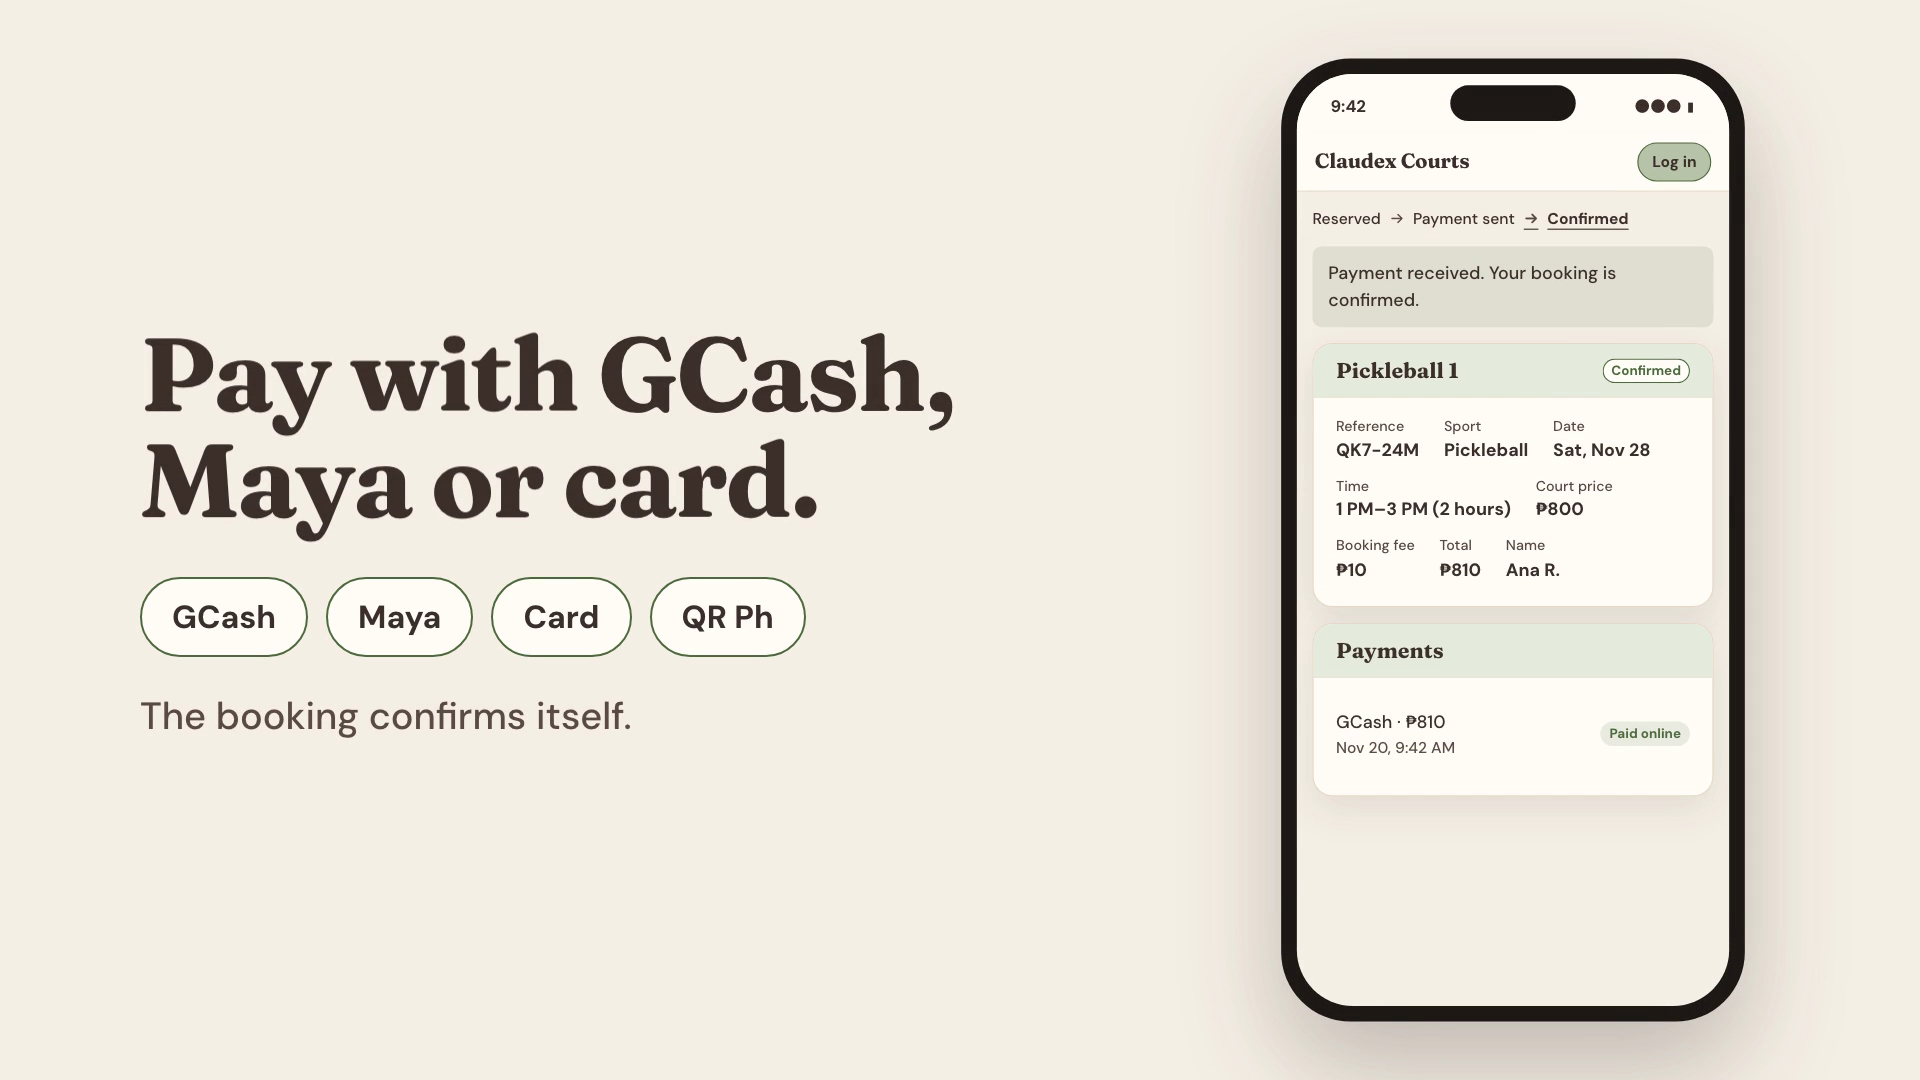 Pay with GCash,
Maya or card.
GCash Maya Card QR Ph
The booking confirms itself.
9:42
Claudex Courts Log in
Reserved → Payment sent → Confirmed
Payment received. Your booking is
confirmed.
Pickleball 1 Confirmed
Reference Sport Date
QK7-24M Pickleball Sat, Nov 28
Time Court price
1 PM–3 PM (2 hours) ₱800
Booking fee Total Name
₱10 ₱810 Ana R.
Payments
GCash · ₱810
Nov 20, 9:42 AM
Paid online